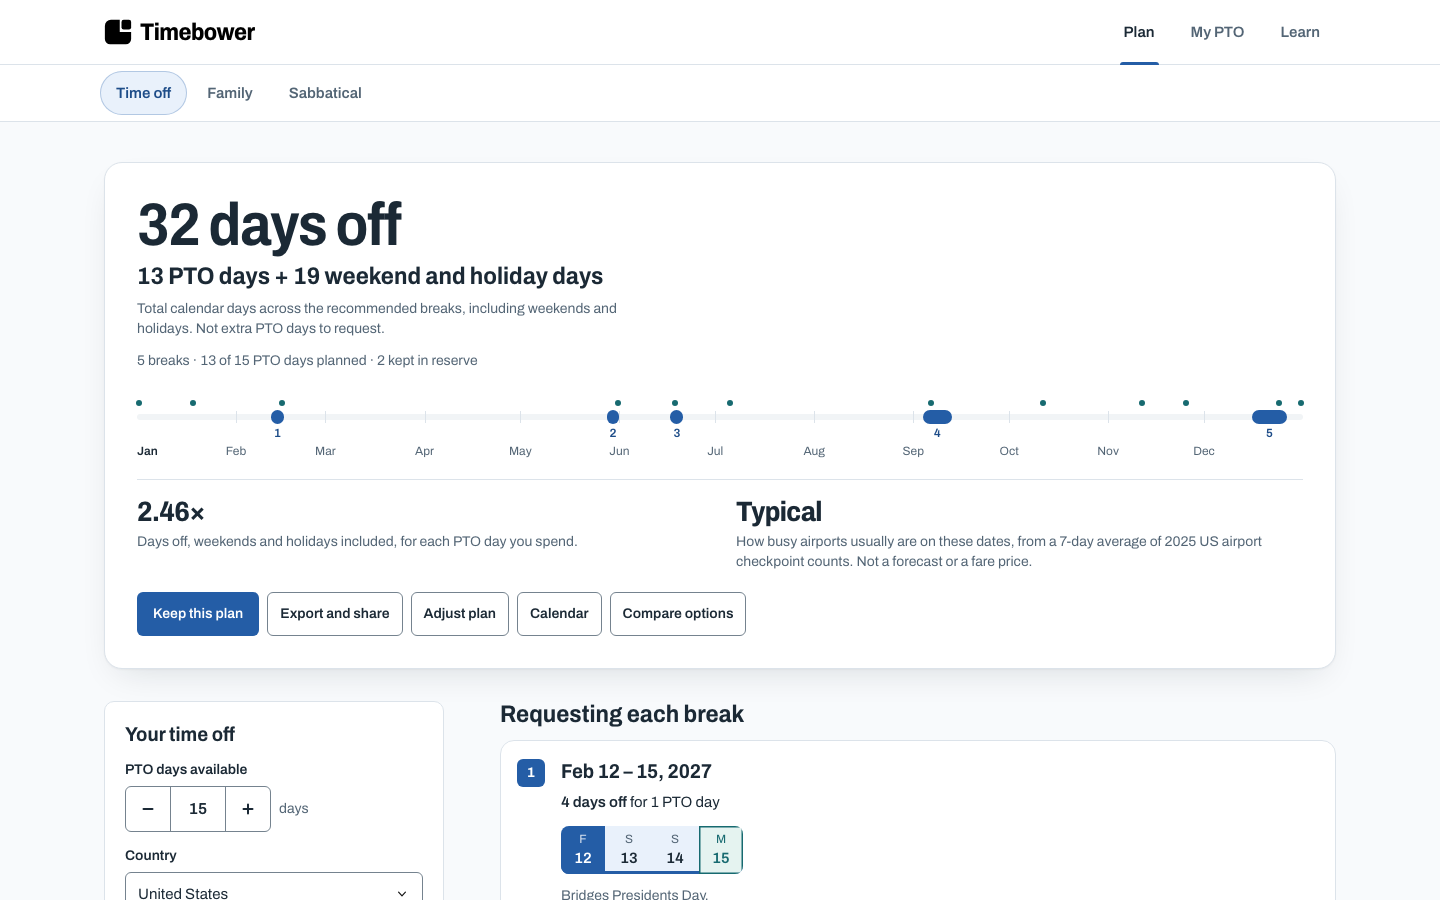 Timebower
Plan
My PTO
Learn
Time off
Family
Sabbatical
32 days off
13 PTO days + 19 weekend and holiday days
Total calendar days across the recommended breaks, including weekends and
holidays. Not extra PTO days to request.
5 breaks · 13 of 15 PTO days planned · 2 kept in reserve
1 2 3 4 5
Jan Feb Mar Apr May Jun Jul Aug Sep Oct Nov Dec
2.46×
Days off, weekends and holidays included, for each PTO day you spend.
Typical
How busy airports usually are on these dates, from a 7-day average of 2025 US airport
checkpoint counts. Not a forecast or a fare price.
Keep this plan
Export and share
Adjust plan
Calendar
Compare options
Your time off
PTO days available
− 15 + days
Country
United States
Requesting each break
1
Feb 12 – 15, 2027
4 days off for 1 PTO day
F S S M
12 13 14 15
Bridges Presidents Day.